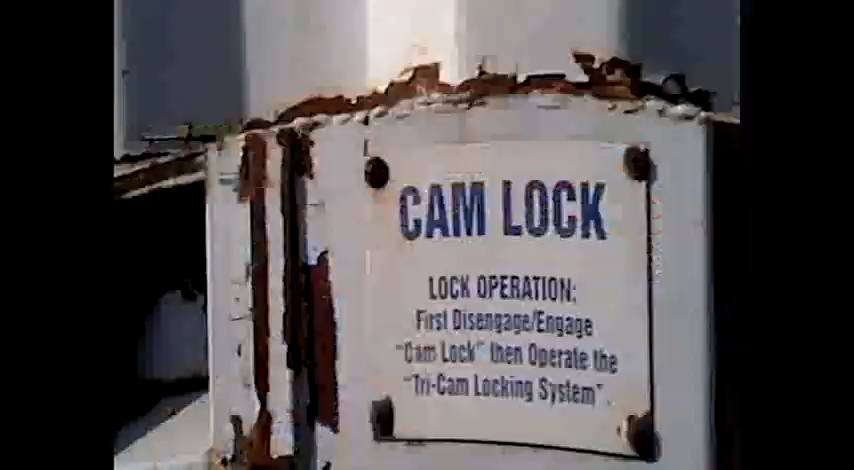 CAM LOCK
LOCK OPERATION:
First Disengage/Engage
"Cam Lock" then Operate the
"Tri-Cam Locking System".